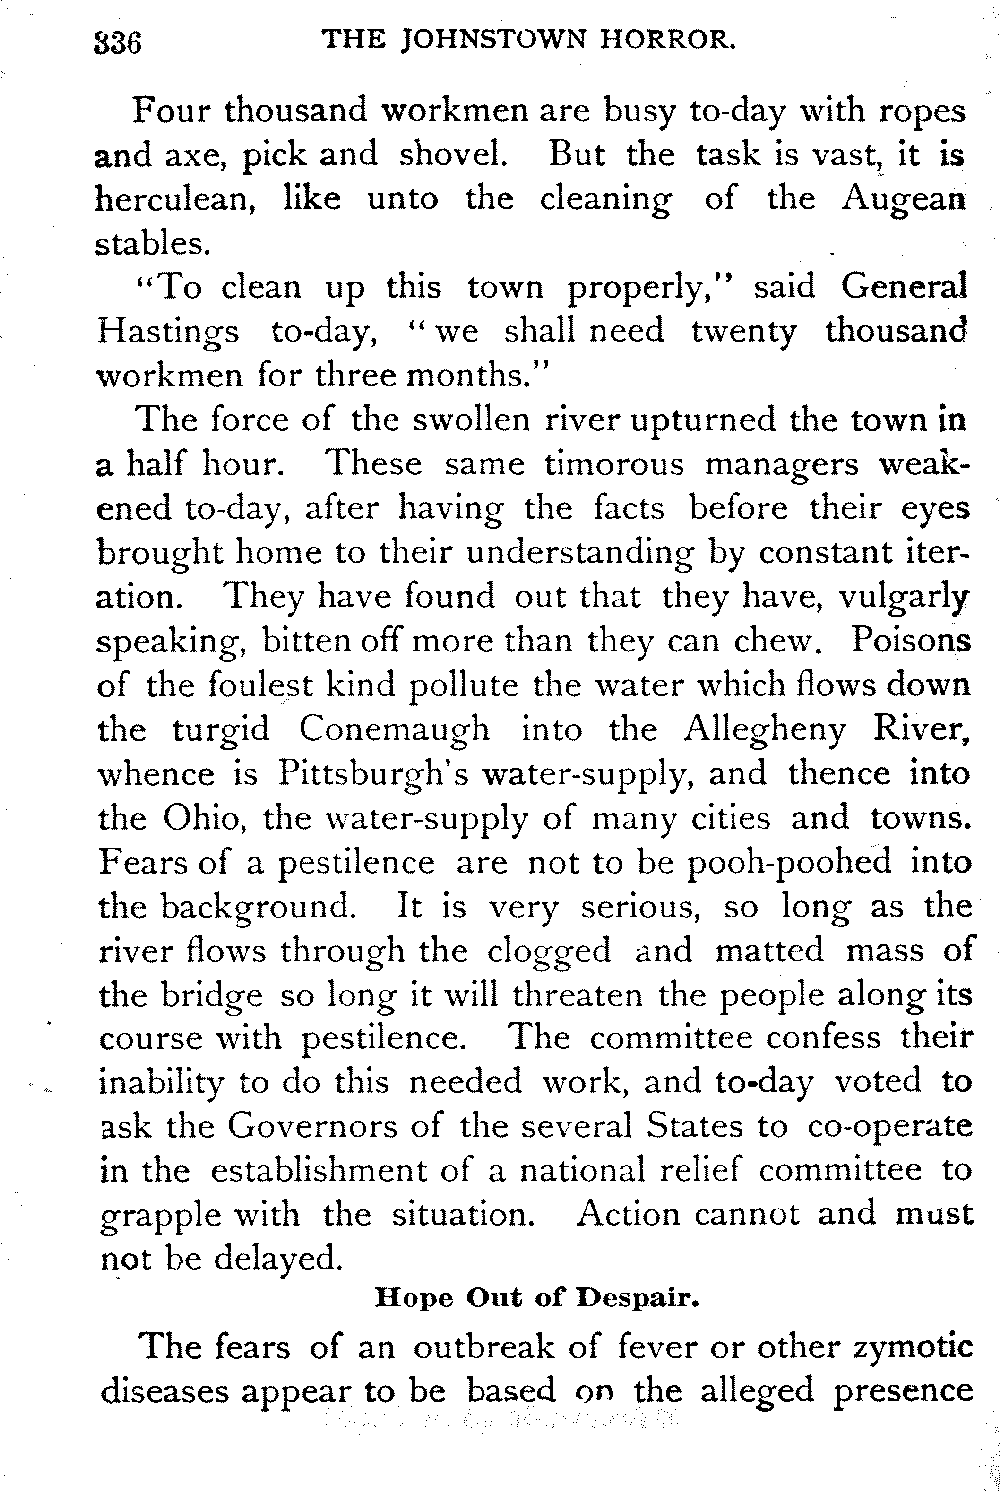 336 THE JOHNSTOWN HORROR.
Four thousand workmen are busy to-day with ropes
and axe, pick and shovel. But the task is vast, it is
herculean, like unto the cleaning of the Augean
stables.
"To clean up this town properly," said General
Hastings to-day, "we shall need twenty thousand
workmen for three months."
The force of the swollen river upturned the town in
a half hour. These same timorous managers weak-
ened to-day, after having the facts before their eyes
brought home to their understanding by constant iter-
ation. They have found out that they have, vulgarly
speaking, bitten off more than they can chew. Poisons
of the foulest kind pollute the water which flows down
the turgid Conemaugh into the Allegheny River,
whence is Pittsburgh's water-supply, and thence into
the Ohio, the water-supply of many cities and towns.
Fears of a pestilence are not to be pooh-poohed into
the background. It is very serious, so long as the
river flows through the clogged and matted mass of
the bridge so long it will threaten the people along its
course with pestilence. The committee confess their
inability to do this needed work, and to-day voted to
ask the Governors of the several States to co-operate
in the establishment of a national relief committee to
grapple with the situation. Action cannot and must
not be delayed.
Hope Out of Despair.
The fears of an outbreak of fever or other zymotic
diseases appear to be based on the alleged presence